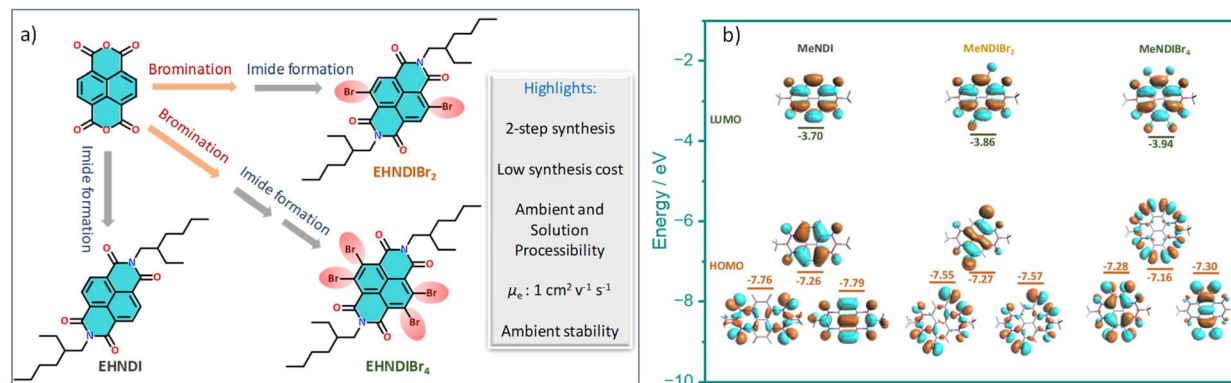 a)
Bromination
Imide formation
Bromination
Imide formation
Imide formation
EHNDIBr₂
EHNDI
EHNDIBr₄
O O O
O O O
Br
Br
O N O
O N O
O N O
O N O
Br
Br
Br
Br
O N O
O N O
Highlights:
2-step synthesis
Low synthesis cost
Ambient and
Solution
Processibility
μₑ : 1 cm² v⁻¹ s⁻¹
Ambient stability
b)
Energy / eV
−2
−4
−6
−8
−10
MeNDI
MeNDIBr₂
MeNDIBr₄
LUMO
-3.70
-3.86
-3.94
HOMO
-7.76
-7.26
-7.79
-7.55
-7.27
-7.57
-7.28
-7.16
-7.30